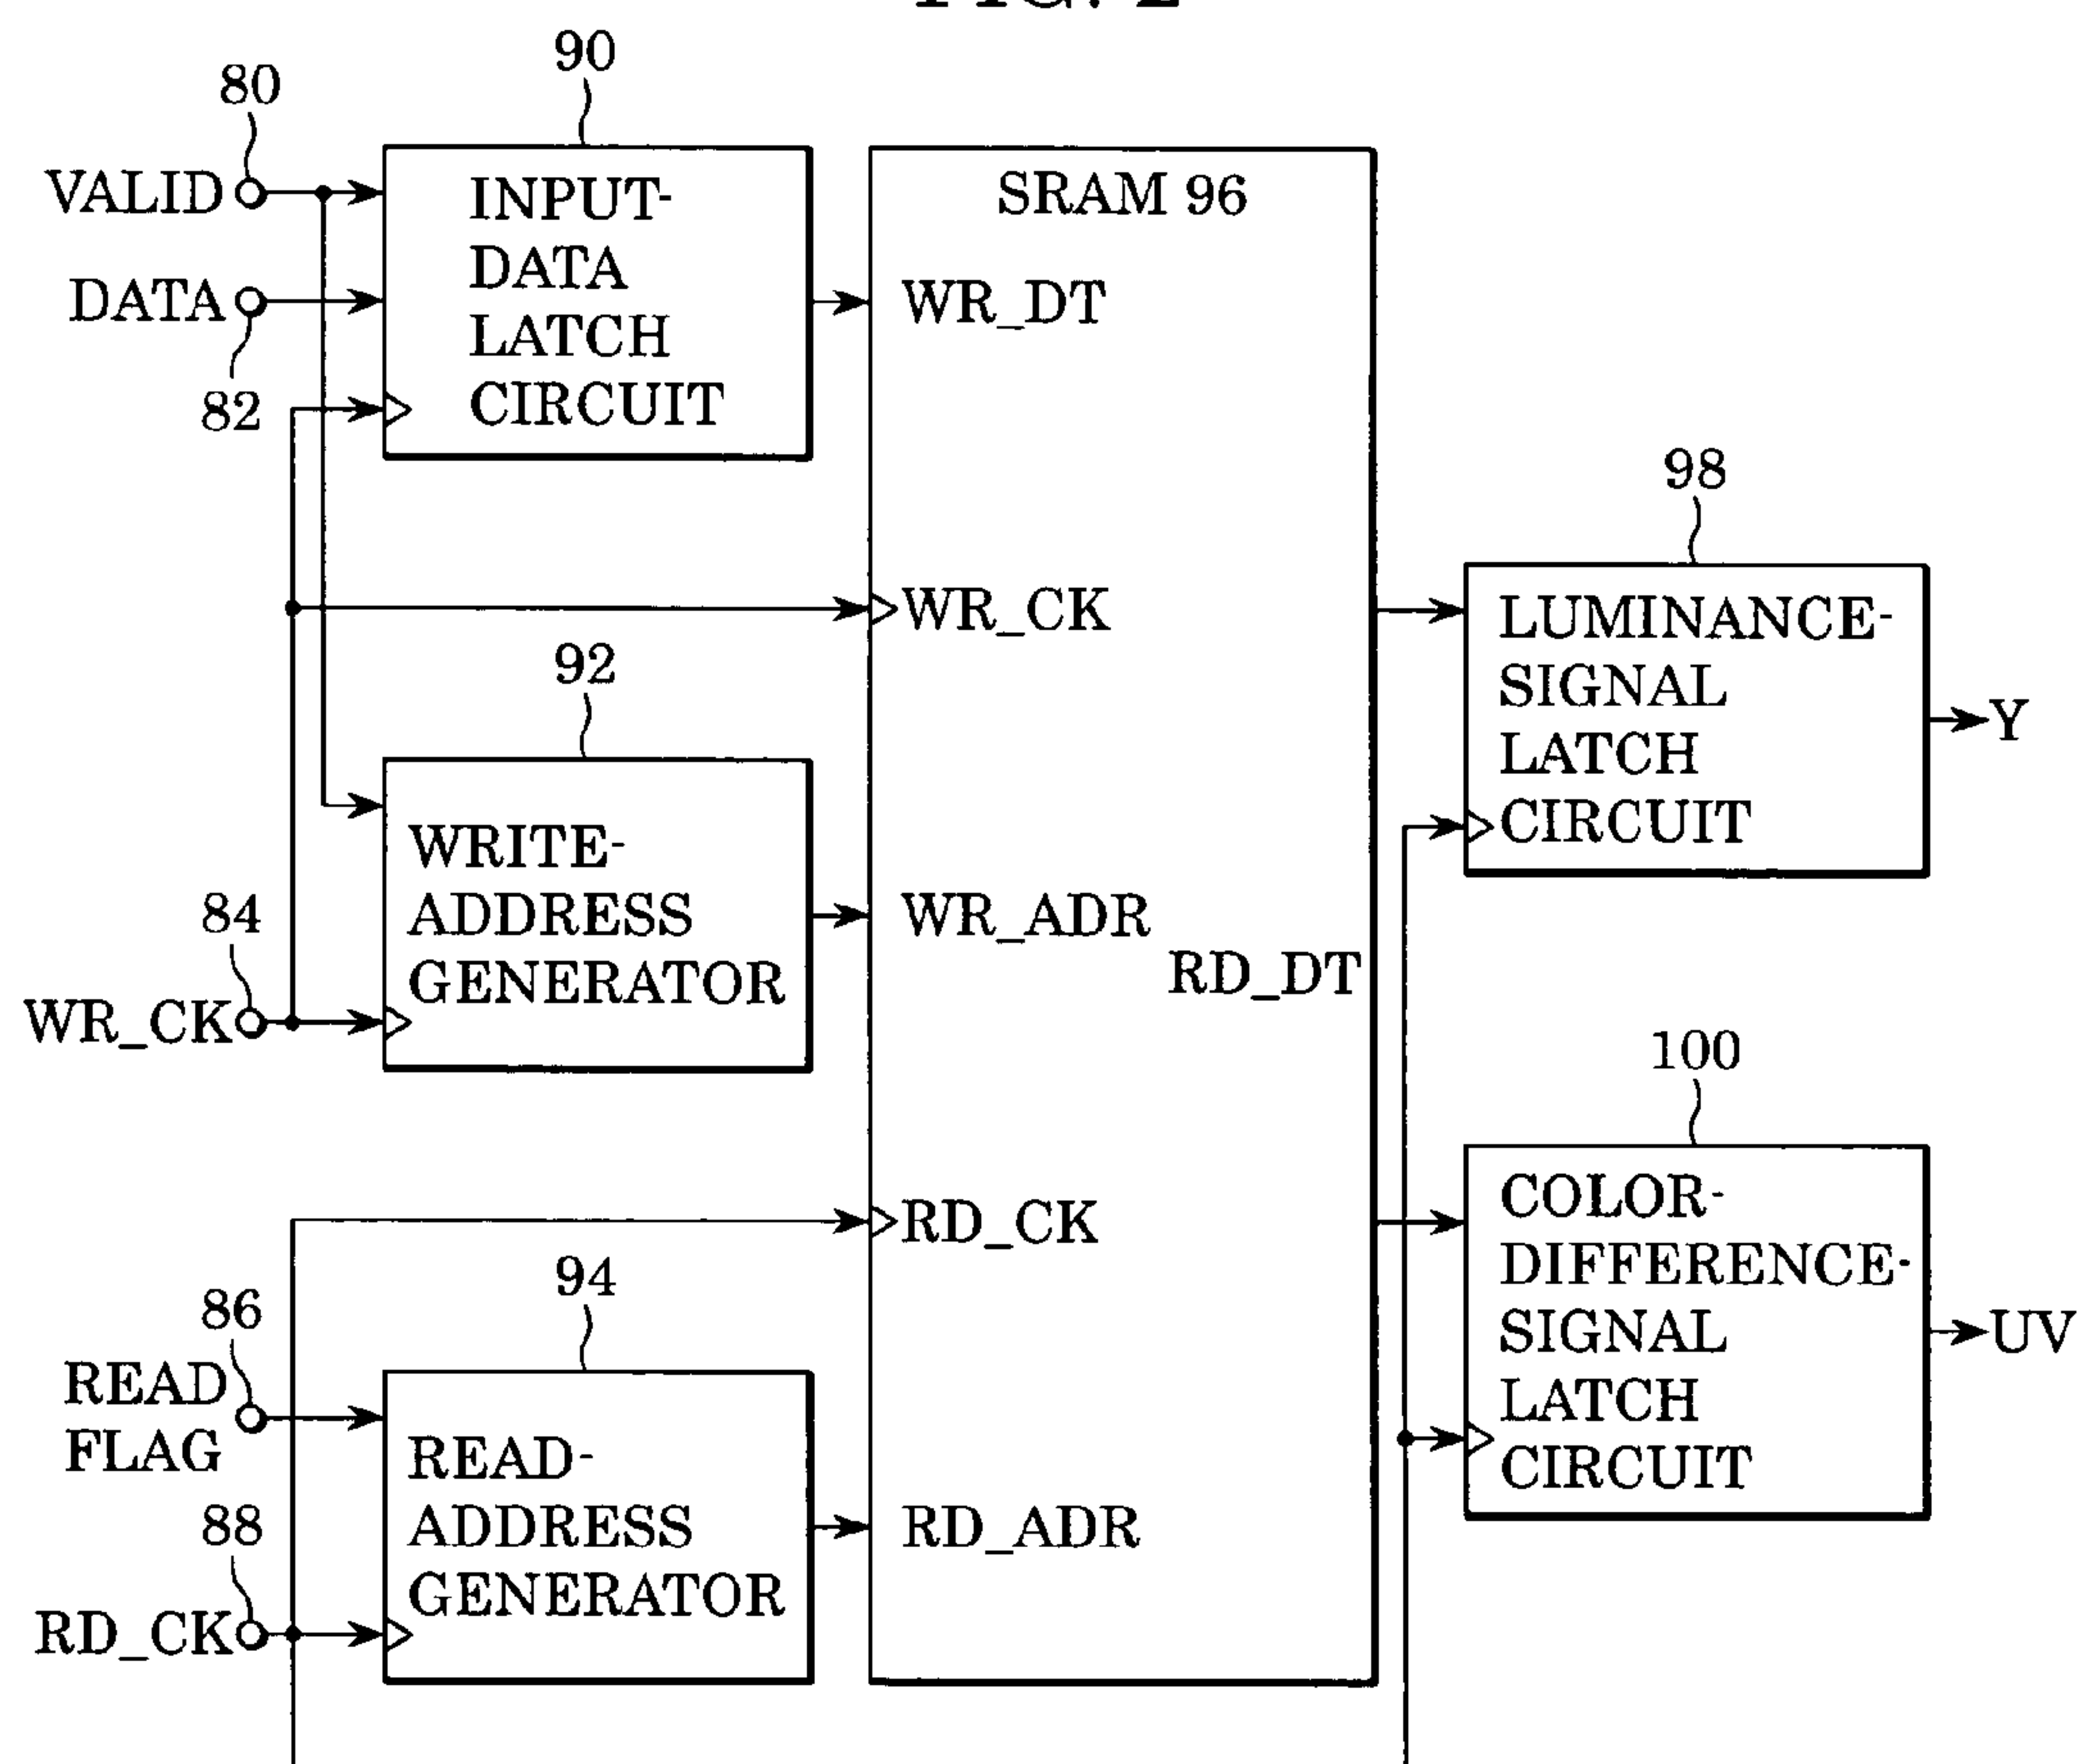 FIG. 2
90
80
VALID
INPUT-
DATA
LATCH
CIRCUIT
DATA
82
SRAM 96
WR_DT
WR_CK
92
WRITE-
ADDRESS
GENERATOR
84
WR_CK
WR_ADR
RD_DT
98
LUMINANCE-
SIGNAL
LATCH
CIRCUIT
Y
100
COLOR-
DIFFERENCE-
SIGNAL
LATCH
CIRCUIT
UV
RD_CK
94
86
READ
FLAG
READ-
ADDRESS
GENERATOR
88
RD_CK
RD_ADR